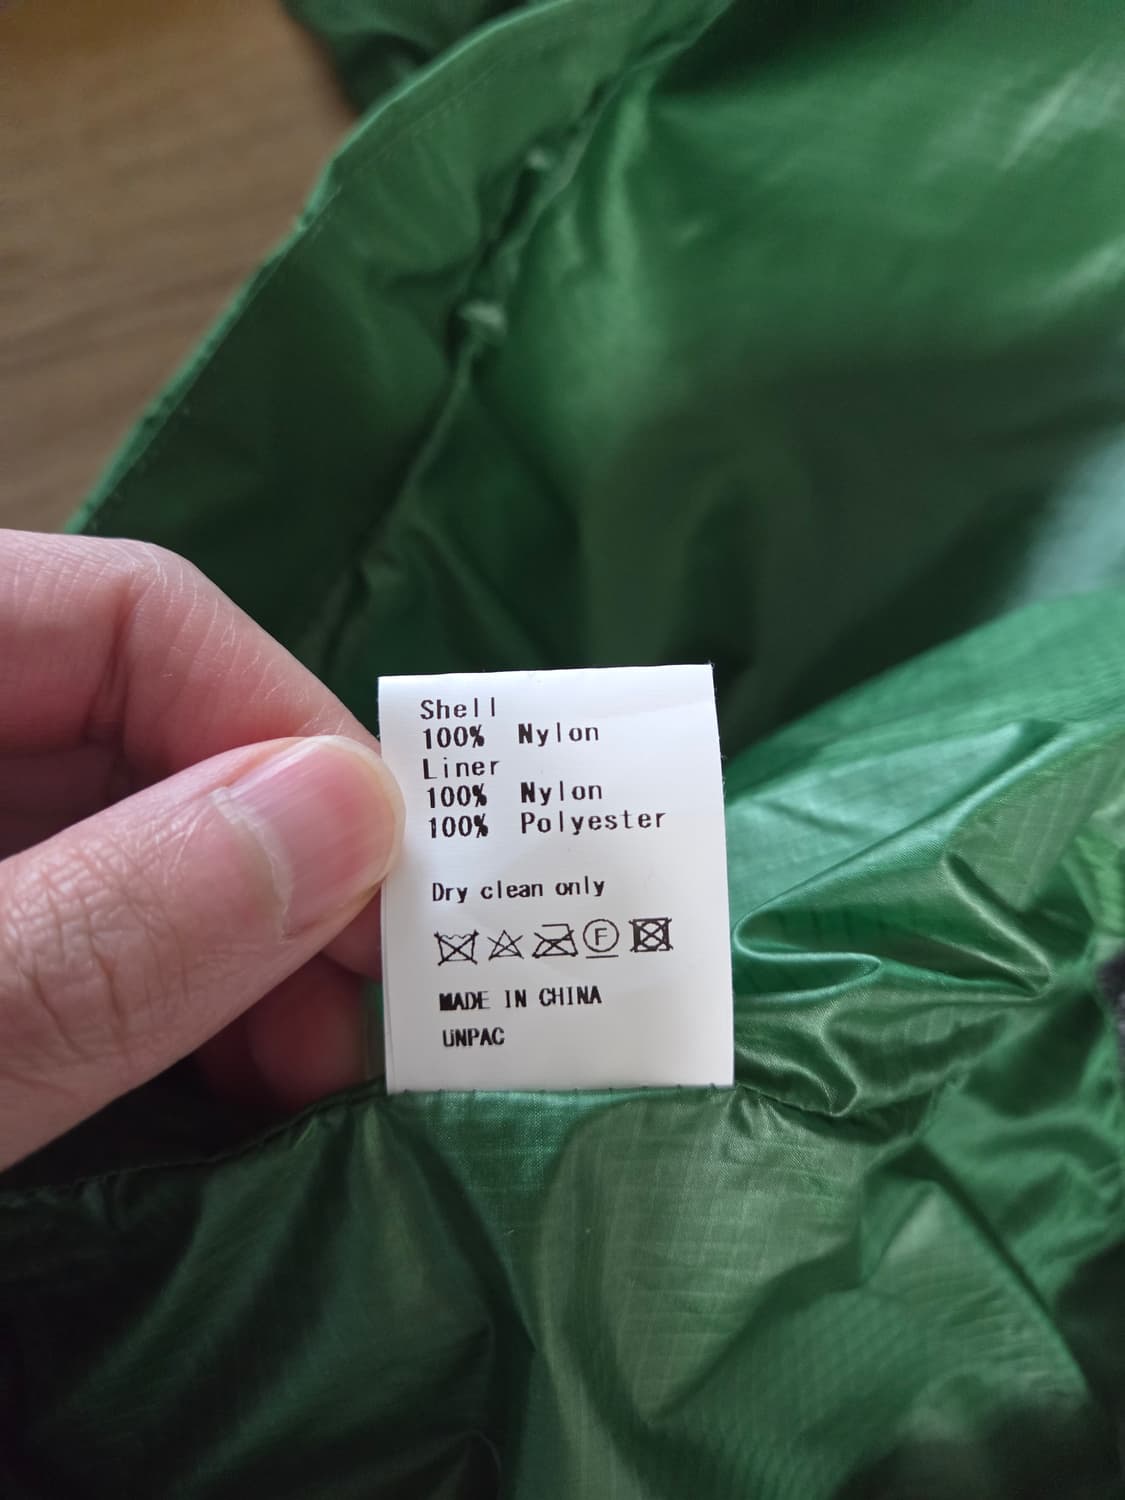 Shell
100% Nylon
Liner
100% Nylon
100% Polyester
Dry clean only
F
MADE IN CHINA
UNPAC